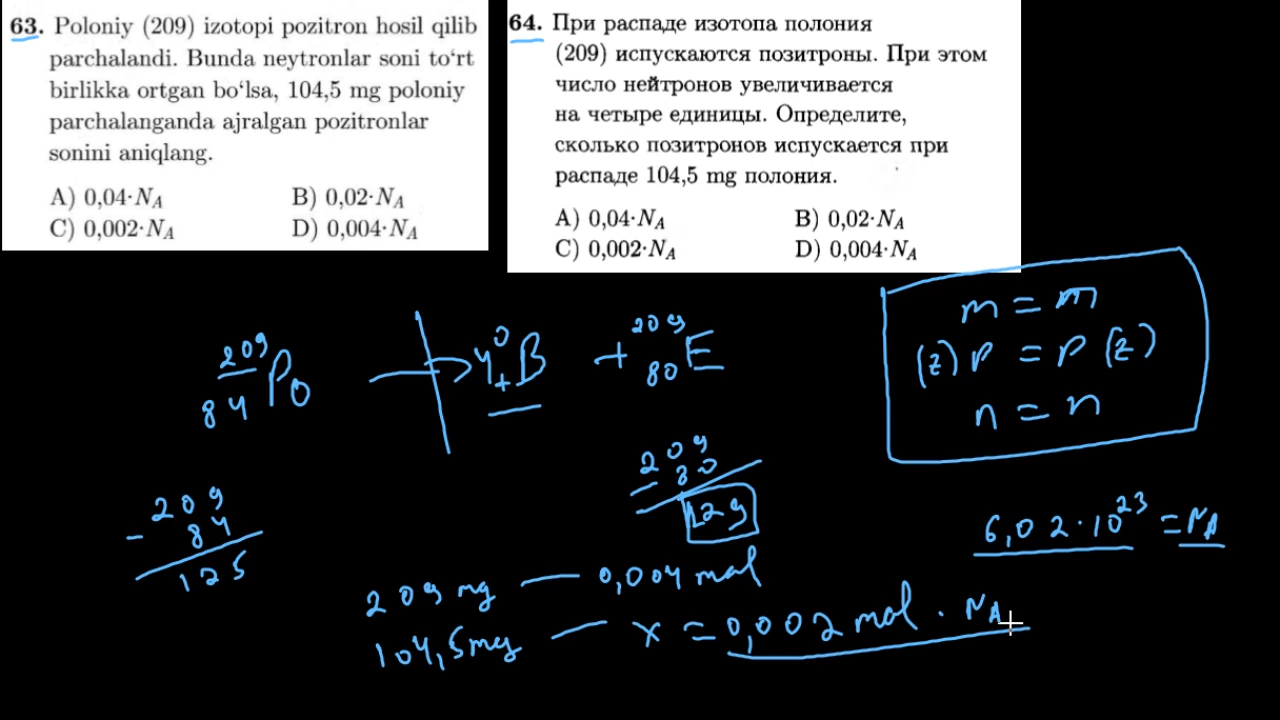 63. Poloniy (209) izotopi pozitron hosil qilib
parchalandi. Bunda neytronlar soni to‘rt
birlikka ortgan bo‘lsa, 104,5 mg poloniy
parchalanganda ajralgan pozitronlar
sonini aniqlang.
A) 0,04·N_A B) 0,02·N_A
C) 0,002·N_A D) 0,004·N_A
64. При распаде изотопа полония
(209) испускаются позитроны. При этом
число нейтронов увеличивается
на четыре единицы. Определите,
сколько позитронов испускается при
распаде 104,5 mg полония.
A) 0,04·N_A B) 0,02·N_A
C) 0,002·N_A D) 0,004·N_A
m = m
(z) P = P (z)
n = n
209 84 Po → 4 0 + B + 209 80 E
209
- 84
125
209
- 80
129
6,02·10^23 = N_A
209 mg — 0,004 mol
104,5 mg — x = 0,002 mol · N_A